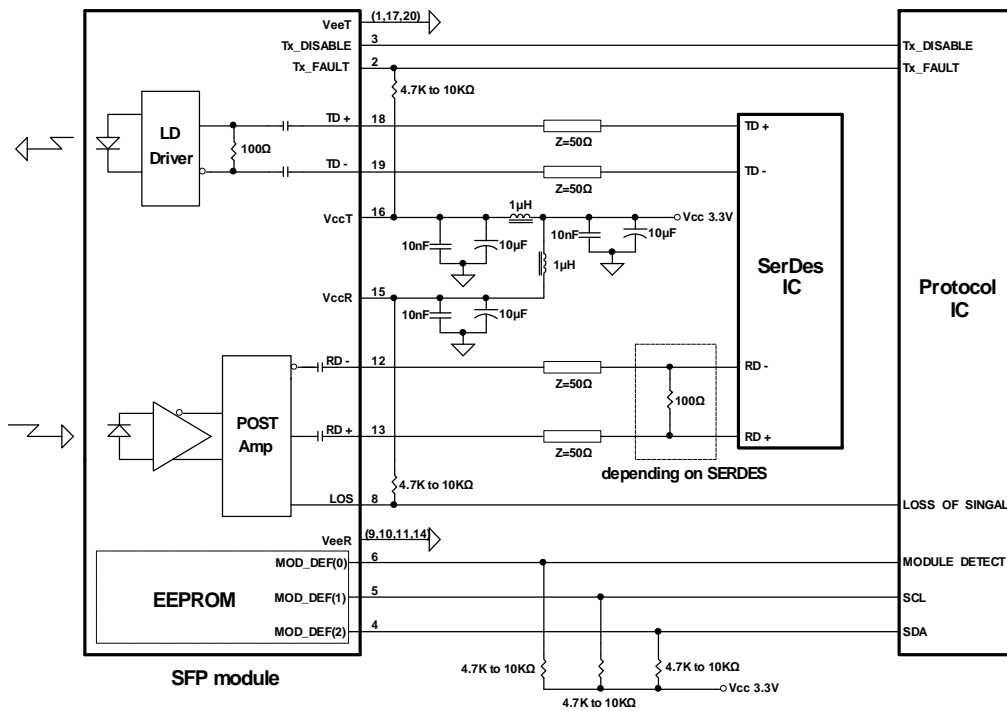 VeeT
(1,17,20)
Tx_DISABLE
3
Tx_DISABLE
Tx_FAULT
2
Tx_FAULT
4.7K to 10KΩ
LD
Driver
100Ω
TD +
18
Z=50Ω
TD +
TD -
19
Z=50Ω
TD -
VccT
16
1µH
Vcc 3.3V
10nF
10µF
10nF
10µF
1µH
SerDes
IC
Protocol
IC
VccR
15
10nF
10µF
RD -
12
Z=50Ω
RD -
100Ω
POST
Amp
RD +
13
Z=50Ω
RD +
depending on SERDES
4.7K to 10KΩ
LOS
8
LOSS OF SINGAL
VeeR
(9,10,11,14)
EEPROM
MOD_DEF(0)
6
MODULE DETECT
MOD_DEF(1)
5
SCL
MOD_DEF(2)
4
SDA
4.7K to 10KΩ
4.7K to 10KΩ
4.7K to 10KΩ
Vcc 3.3V
SFP module